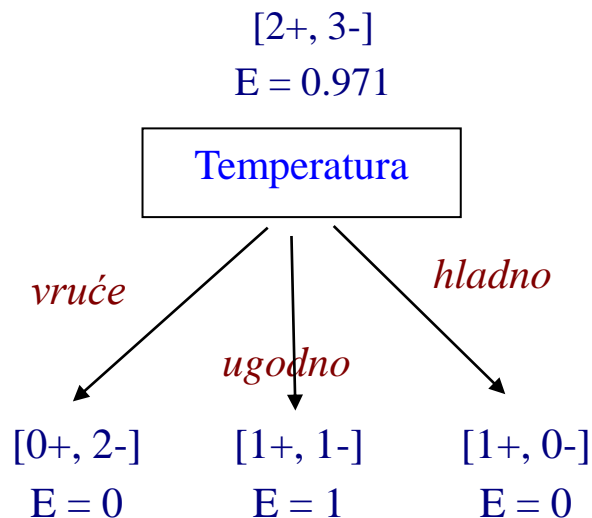 [2+, 3-]
E = 0.971
Temperatura
vruće
hladno
ugodno
[0+, 2-]
[1+, 1-]
[1+, 0-]
E = 0
E = 1
E = 0